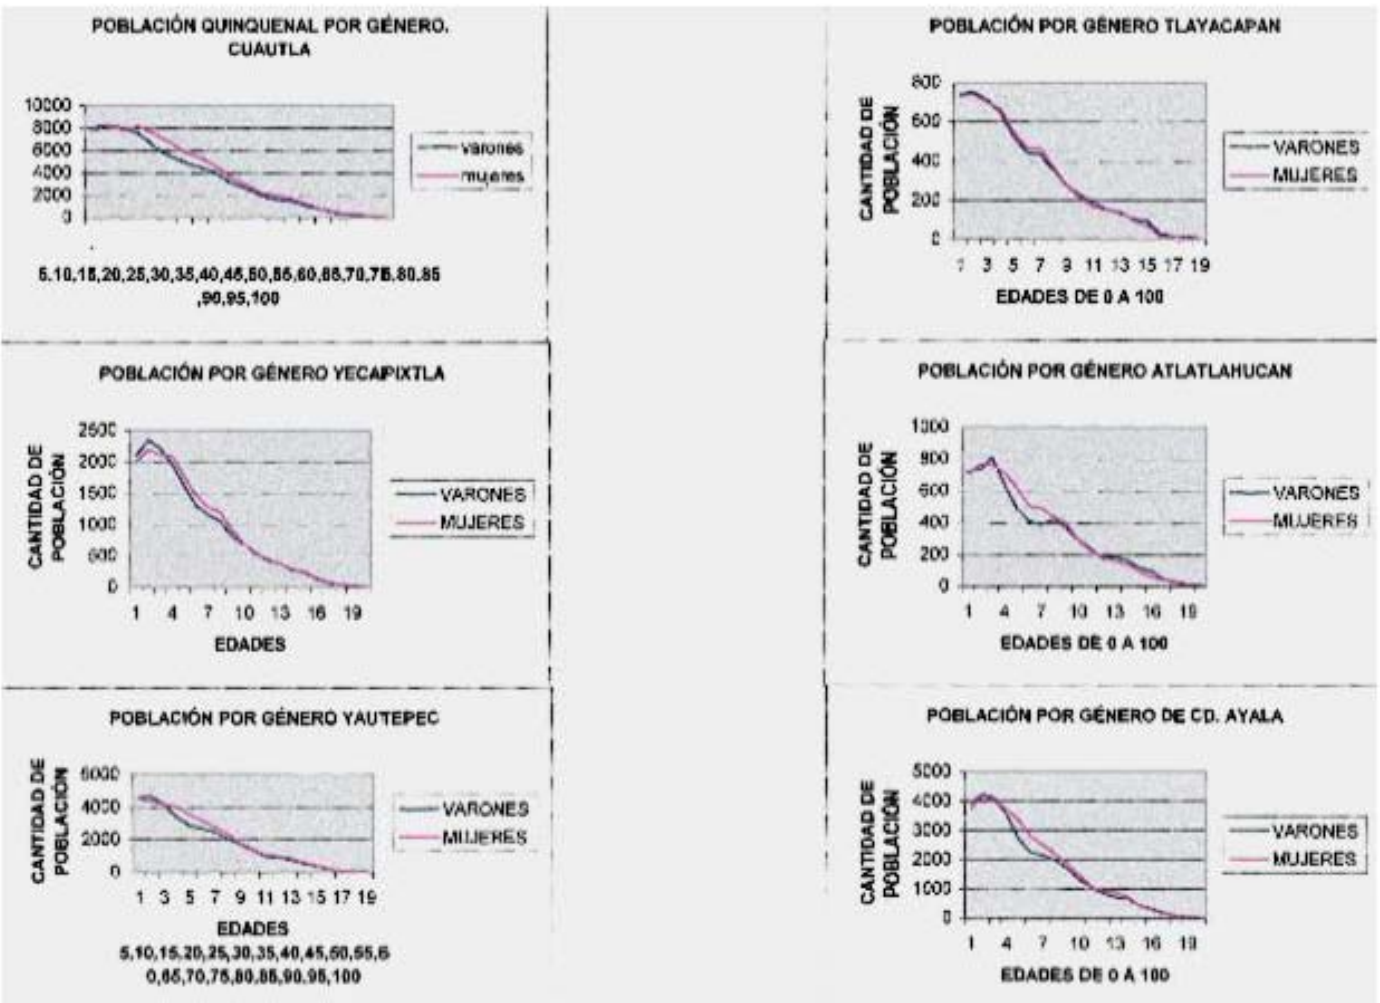 POBLACIÓN QUINQUENAL POR GÉNERO.
CUAUTLA
10000
8000
6000
4000
2000
0
varones
mujeres
5.10,15,20,25,30,35,40,45,50,55,60,65,70,75,80.85
,90,95,100
POBLACIÓN POR GÉNERO TLAYACAPAN
CANTIDAD DE
POBLACIÓN
800
600
400
200
0
VARONES
MUJERES
1 3 5 7 9 11 13 15 17 19
EDADES DE 0 A 100
POBLACIÓN POR GÉNERO YECAPIXTLA
CANTIDAD DE
POBLACIÓN
2500
2000
1500
1000
500
0
VARONES
MUJERES
1 4 7 10 13 16 19
EDADES
POBLACIÓN POR GÉNERO ATLATLAHUCAN
CANTIDAD DE
POBLACIÓN
1000
800
600
400
200
0
VARONES
MUJERES
1 4 7 10 13 16 19
EDADES DE 0 A 100
POBLACIÓN POR GÉNERO YAUTEPEC
CANTIDAD DE
POBLACIÓN
6000
4000
2000
0
VARONES
MUJERES
1 3 5 7 9 11 13 15 17 19
EDADES
5,10,15,20,25,30,35,40,45,50,55,6
0,65,70,75,80,85,90,95,100
POBLACIÓN POR GÉNERO DE CD. AYALA
CANTIDAD DE
POBLACIÓN
5000
4000
3000
2000
1000
0
VARONES
MUJERES
1 4 7 10 13 16 19
EDADES DE 0 A 100